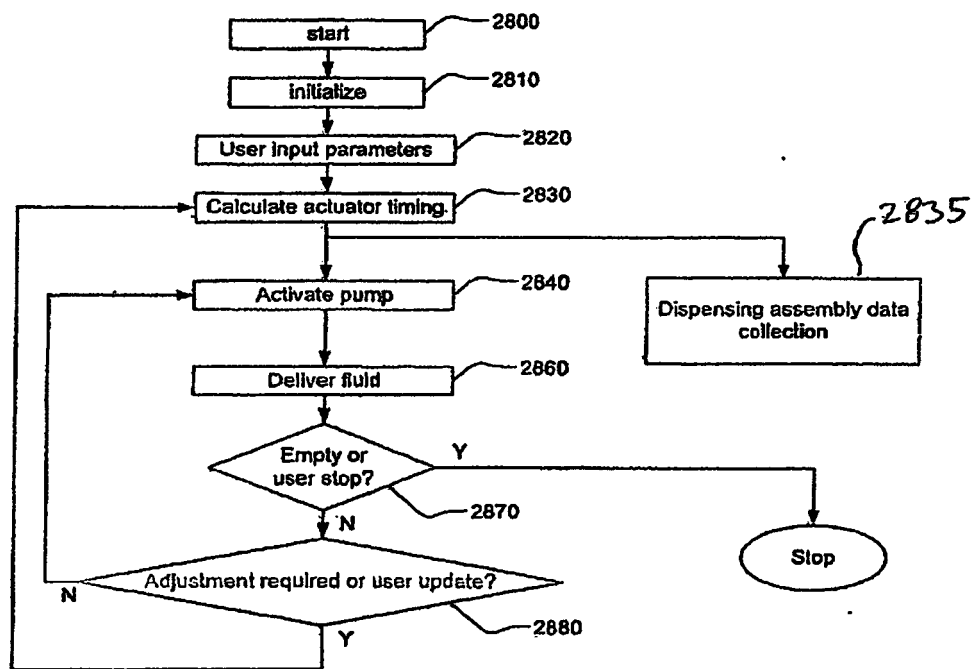 start
2800
initialize
2810
User input parameters
2820
Calculate actuator timing.
2830
2835
Activate pump
2840
Dispensing assembly data
collection
Deliver fluid
2860
Empty or
user stop?
Y
2870
N
Stop
Adjustment required or user update?
N
2880
Y